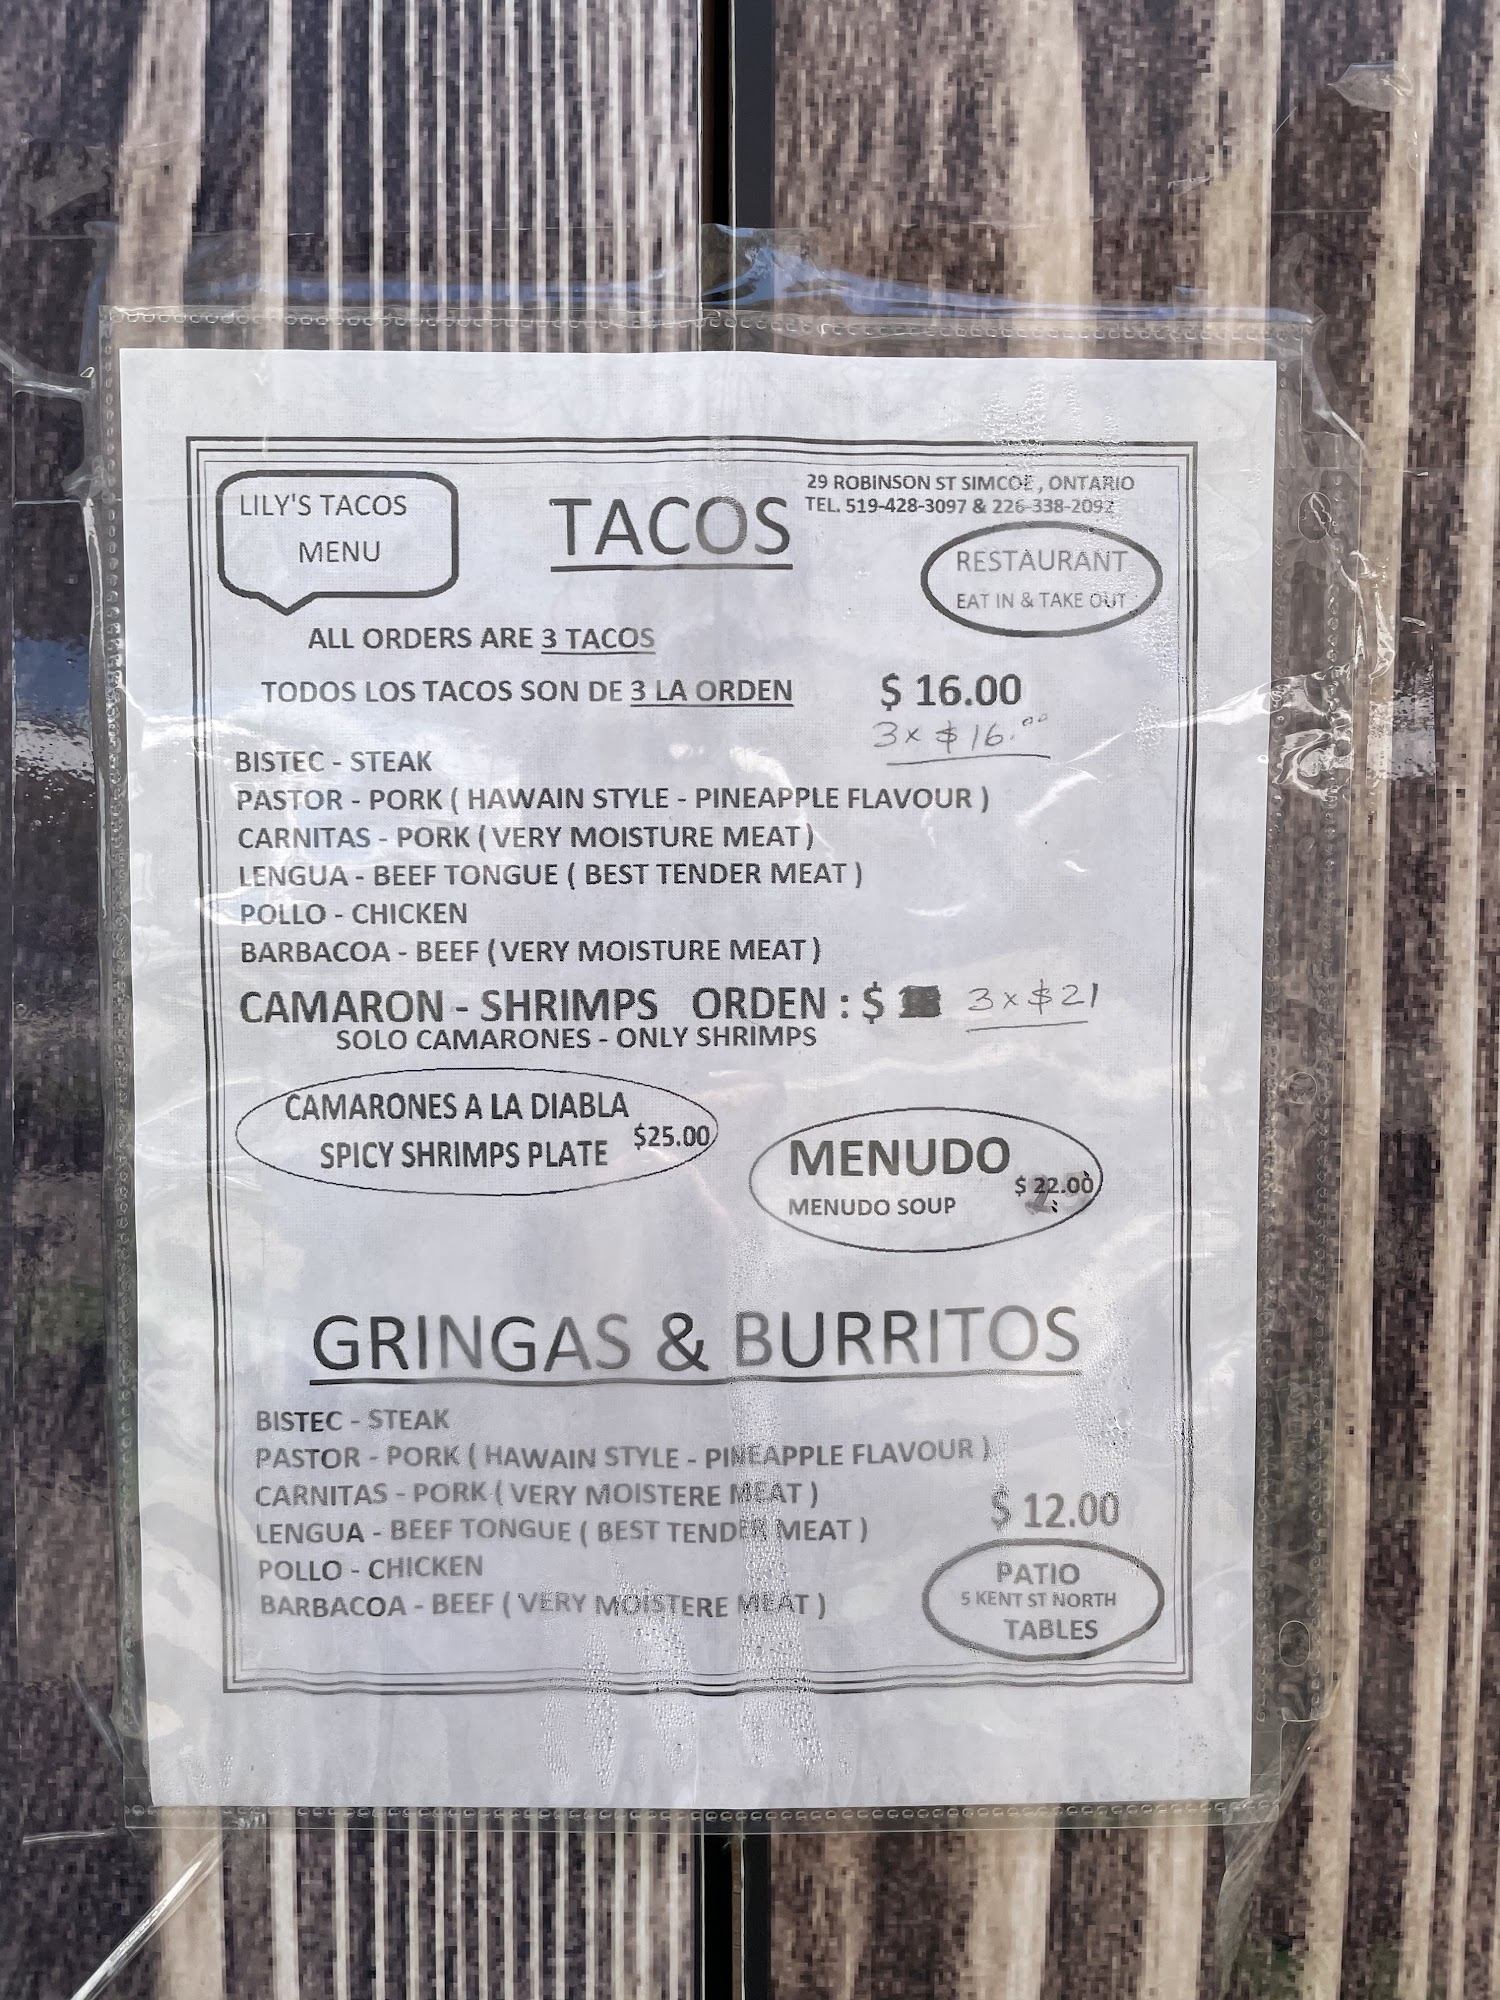 LILY'S TACOS
MENU
TACOS
29 ROBINSON ST SIMCOE , ONTARIO
TEL. 519-428-3097 & 226-338-2092
RESTAURANT
EAT IN & TAKE OUT
ALL ORDERS ARE 3 TACOS
TODOS LOS TACOS SON DE 3 LA ORDEN $ 16.00
3x $16.00
BISTEC - STEAK
PASTOR - PORK ( HAWAIN STYLE - PINEAPPLE FLAVOUR )
CARNITAS - PORK ( VERY MOISTURE MEAT )
LENGUA - BEEF TONGUE ( BEST TENDER MEAT )
POLLO - CHICKEN
BARBACOA - BEEF ( VERY MOISTURE MEAT )
CAMARON - SHRIMPS ORDEN : $ 3x$21
SOLO CAMARONES - ONLY SHRIMPS
CAMARONES A LA DIABLA
SPICY SHRIMPS PLATE $25.00
MENUDO
MENUDO SOUP $ 22.00
GRINGAS & BURRITOS
BISTEC - STEAK
PASTOR - PORK ( HAWAIN STYLE - PINEAPPLE FLAVOUR )
CARNITAS - PORK ( VERY MOISTERE MEAT )
$ 12.00
LENGUA - BEEF TONGUE ( BEST TENDER MEAT )
POLLO - CHICKEN
BARBACOA - BEEF ( VERY MOISTERE MEAT )
PATIO
5 KENT ST NORTH
TABLES